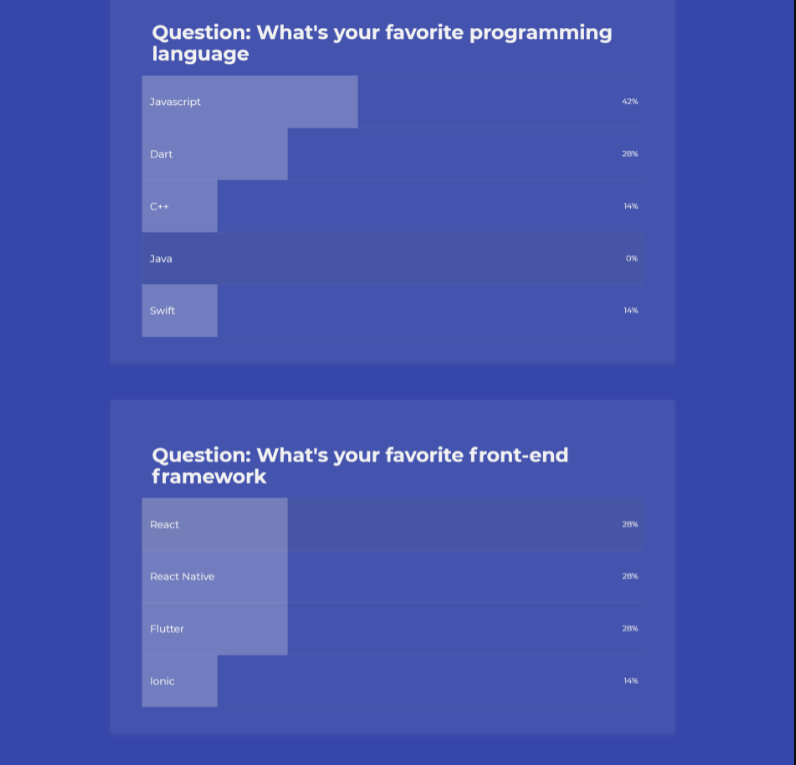 Question: What's your favorite programming
language
Javascript 42%
Dart 28%
C++ 14%
Java 0%
Swift 14%
Question: What's your favorite front-end
framework
React 28%
React Native 28%
Flutter 28%
Ionic 14%